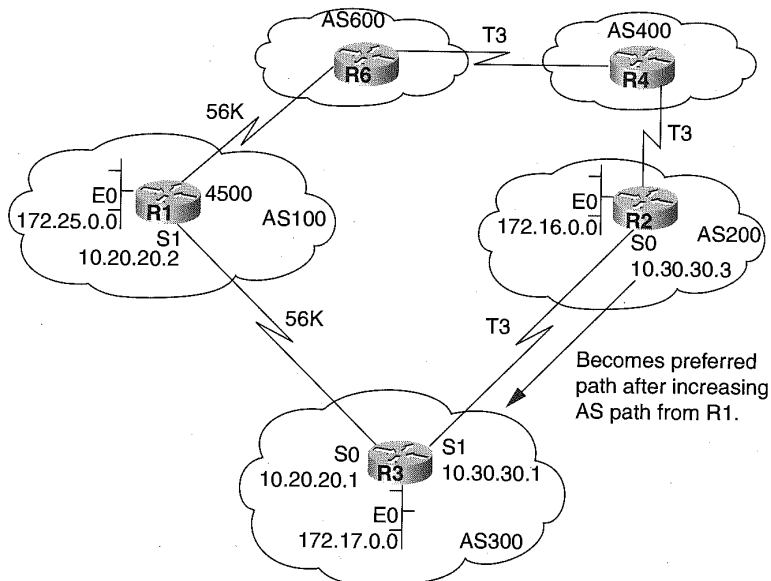 AS600
T3
AS400
R6
R4
56K
T3
E0
R1
4500
172.25.0.0
AS100
S1
10.20.20.2
E0
R2
172.16.0.0
S0
AS200
10.30.30.3
56K
T3
Becomes preferred
path after increasing
AS path from R1.
S0
R3
S1
10.20.20.1
10.30.30.1
E0
172.17.0.0
AS300